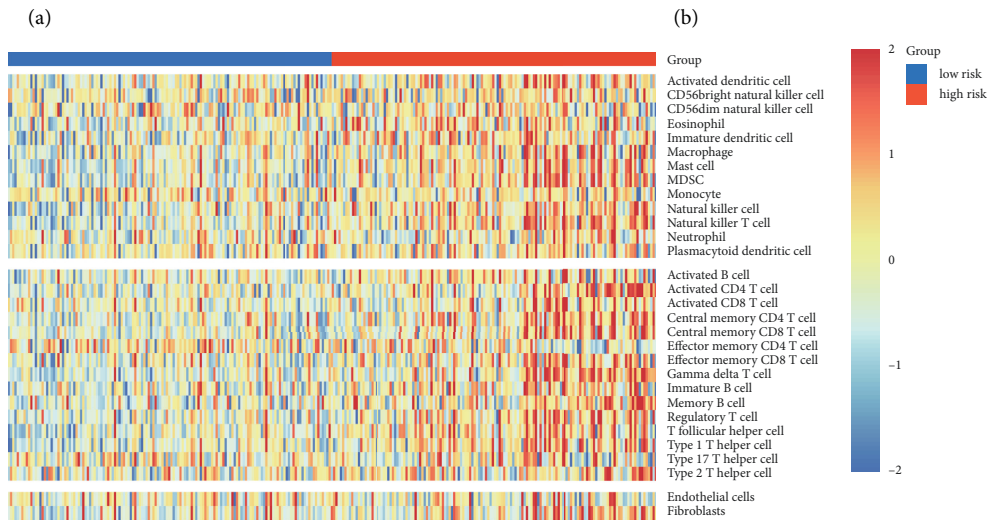 (a)
(b)
Group
Activated dendritic cell
CD56bright natural killer cell
CD56dim natural killer cell
Eosinophil
Immature dendritic cell
Macrophage
Mast cell
MDSC
Monocyte
Natural killer cell
Natural killer T cell
Neutrophil
Plasmacytoid dendritic cell
Activated B cell
Activated CD4 T cell
Activated CD8 T cell
Central memory CD4 T cell
Central memory CD8 T cell
Effector memory CD4 T cell
Effector memory CD8 T cell
Gamma delta T cell
Immature B cell
Memory B cell
Regulatory T cell
T follicular helper cell
Type 1 T helper cell
Type 17 T helper cell
Type 2 T helper cell
Endothelial cells
Fibroblasts
2
1
0
−1
−2
Group
low risk
high risk